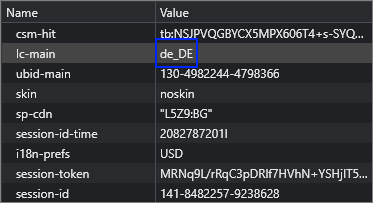 Name Value
csm-hit tb:NSJPVQGBYCX5MPX606T4+s-SYQ...
lc-main de_DE
ubid-main 130-4982244-4798366
skin noskin
sp-cdn "L5Z9:BG"
session-id-time 2082787201l
i18n-prefs USD
session-token MRNq9L/rRqC3pDRlf7HVhN+YSHjIT5...
session-id 141-8482257-9238628